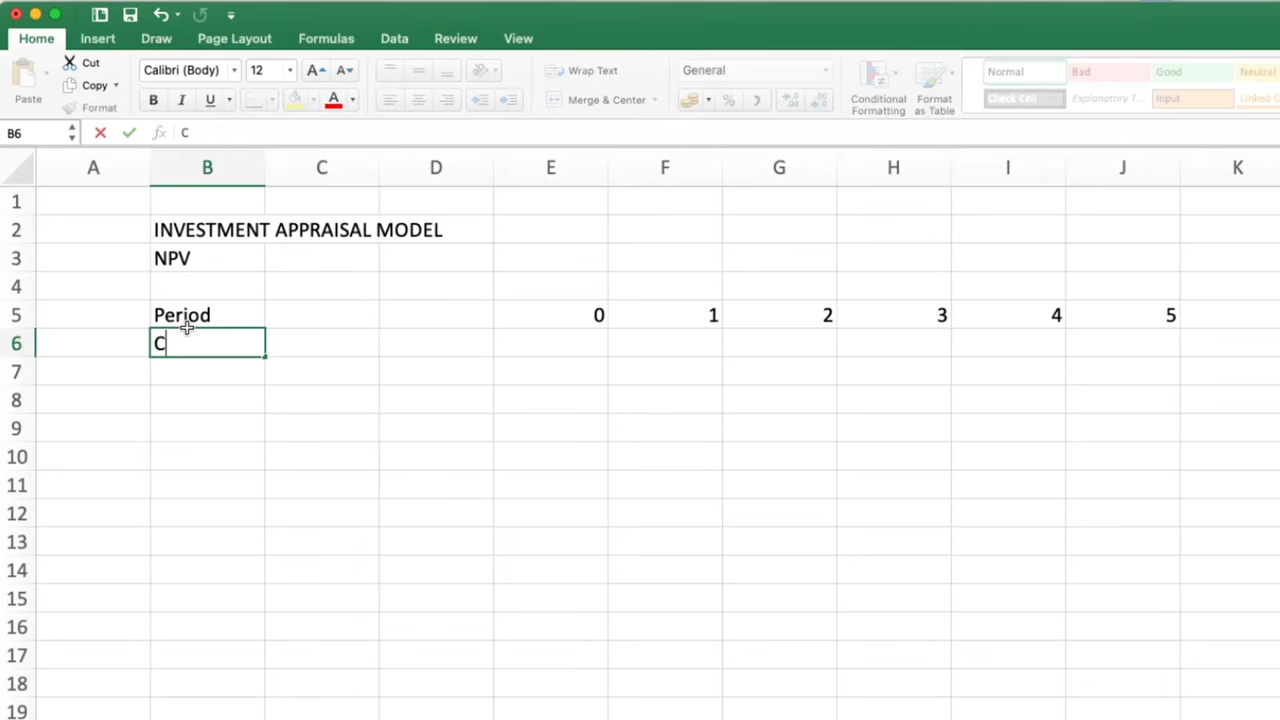 Home Insert Draw Page Layout Formulas Data Review View
Cut
Calibri (Body) 12 A A
Wrap Text
General
Normal Bad Good Neutral
Copy
Paste
Format
B I U A
Merge & Center
%
Conditional Formatting
Format as Table
Check Cell Explanatory T... Input Linked C
B6 fx C
A B C D E F G H I J K
1
2 INVESTMENT APPRAISAL MODEL
3 NPV
4
5 Period 0 1 2 3 4 5
6 C
7
8
9
10
11
12
13
14
15
16
17
18
19